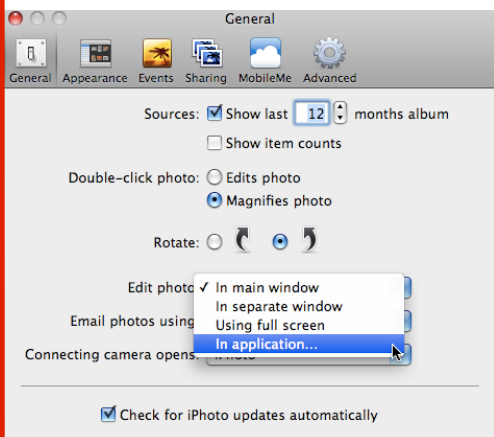 General
General Appearance Events Sharing MobileMe Advanced
Sources: Show last 12 months album
Show item counts
Double-click photo: Edits photo
Magnifies photo
Rotate:
Edit photo ✓ In main window
In separate window
Email photos using Using full screen
In application...
Connecting camera opens: iPhoto
Check for iPhoto updates automatically